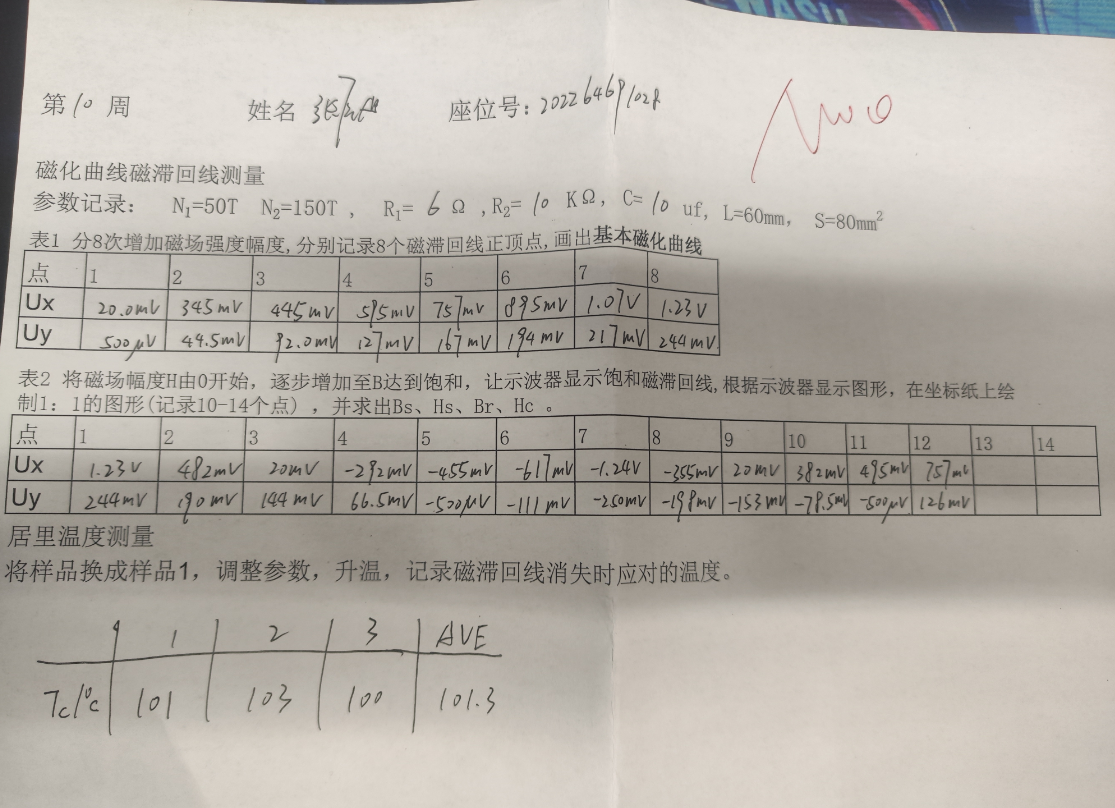 第10周 姓名 座位号: 202264691028
磁化曲线磁滞回线测量
参数记录: N₁=50T N₂=150T , R₁= 6 Ω ,R₂= 10 KΩ, C= 10 uf, L=60mm, S=80mm²
表1 分8次增加磁场强度幅度,分别记录8个磁滞回线正顶点,画出基本磁化曲线
点 1 2 3 4 5 6 7 8
Ux 20.0mV 345mV 445mV 595mV 757mV 895mV 1.07V 1.23V
Uy 500μV 44.5mV 92.0mV 127mV 167mV 194mV 217mV 244mV
表2 将磁场幅度H由0开始, 逐步增加至B达到饱和, 让示波器显示饱和磁滞回线,根据示波器显示图形, 在坐标纸上绘
制1: 1的图形(记录10-14个点) , 并求出Bs、Hs、Br、Hc 。
点 1 2 3 4 5 6 7 8 9 10 11 12 13 14
Ux 1.23V 482mV 20mV -292mV -455mV -617mV -1.24V -355mV 20mV 382mV 495mV 757mV
Uy 244mV 190mV 144mV 66.5mV -500μV -111mV -250mV -198mV -153mV -78.5mV -500μV 126mV
居里温度测量
将样品换成样品1, 调整参数, 升温, 记录磁滞回线消失时应对的温度。
1 2 3 AVE
Tc/°C 101 103 100 101.3